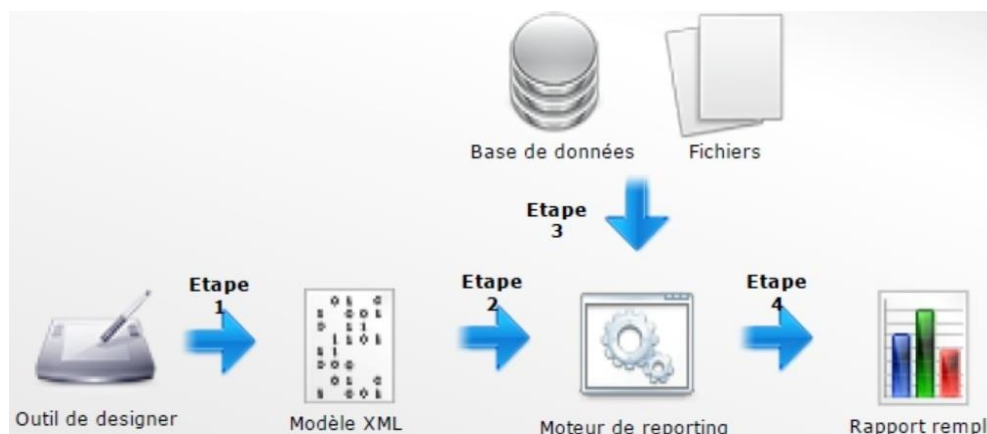 Base de données
Fichiers
Etape
3
Etape
1
Etape
2
Etape
4
Outil de designer
Modèle XML
Moteur de reporting
Rapport rempl